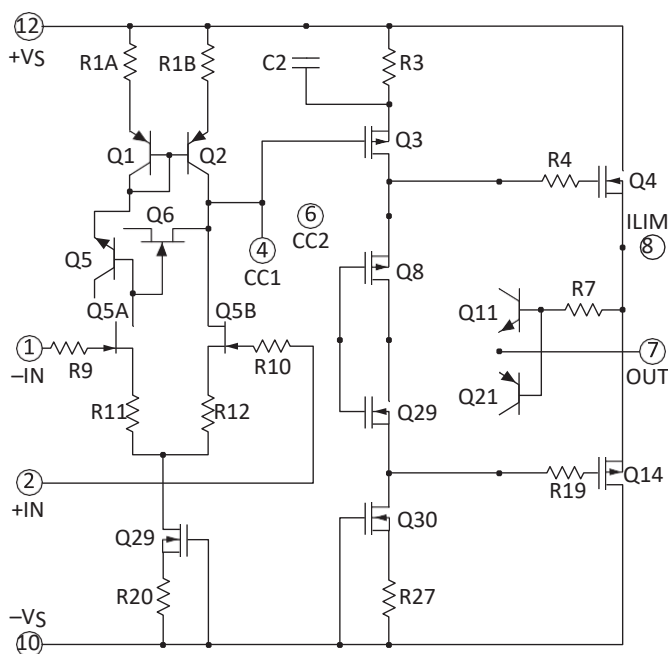 12
+VS
R1A
R1B
C2
R3
Q1
Q2
Q3
R4
Q4
Q6
6
CC2
ILIM
8
Q5
4
CC1
Q8
R7
Q5A
Q5B
Q11
1
–IN
R9
R10
7
OUT
Q21
R11
R12
Q29
2
+IN
R19
Q14
Q29
Q30
R20
R27
–VS
10